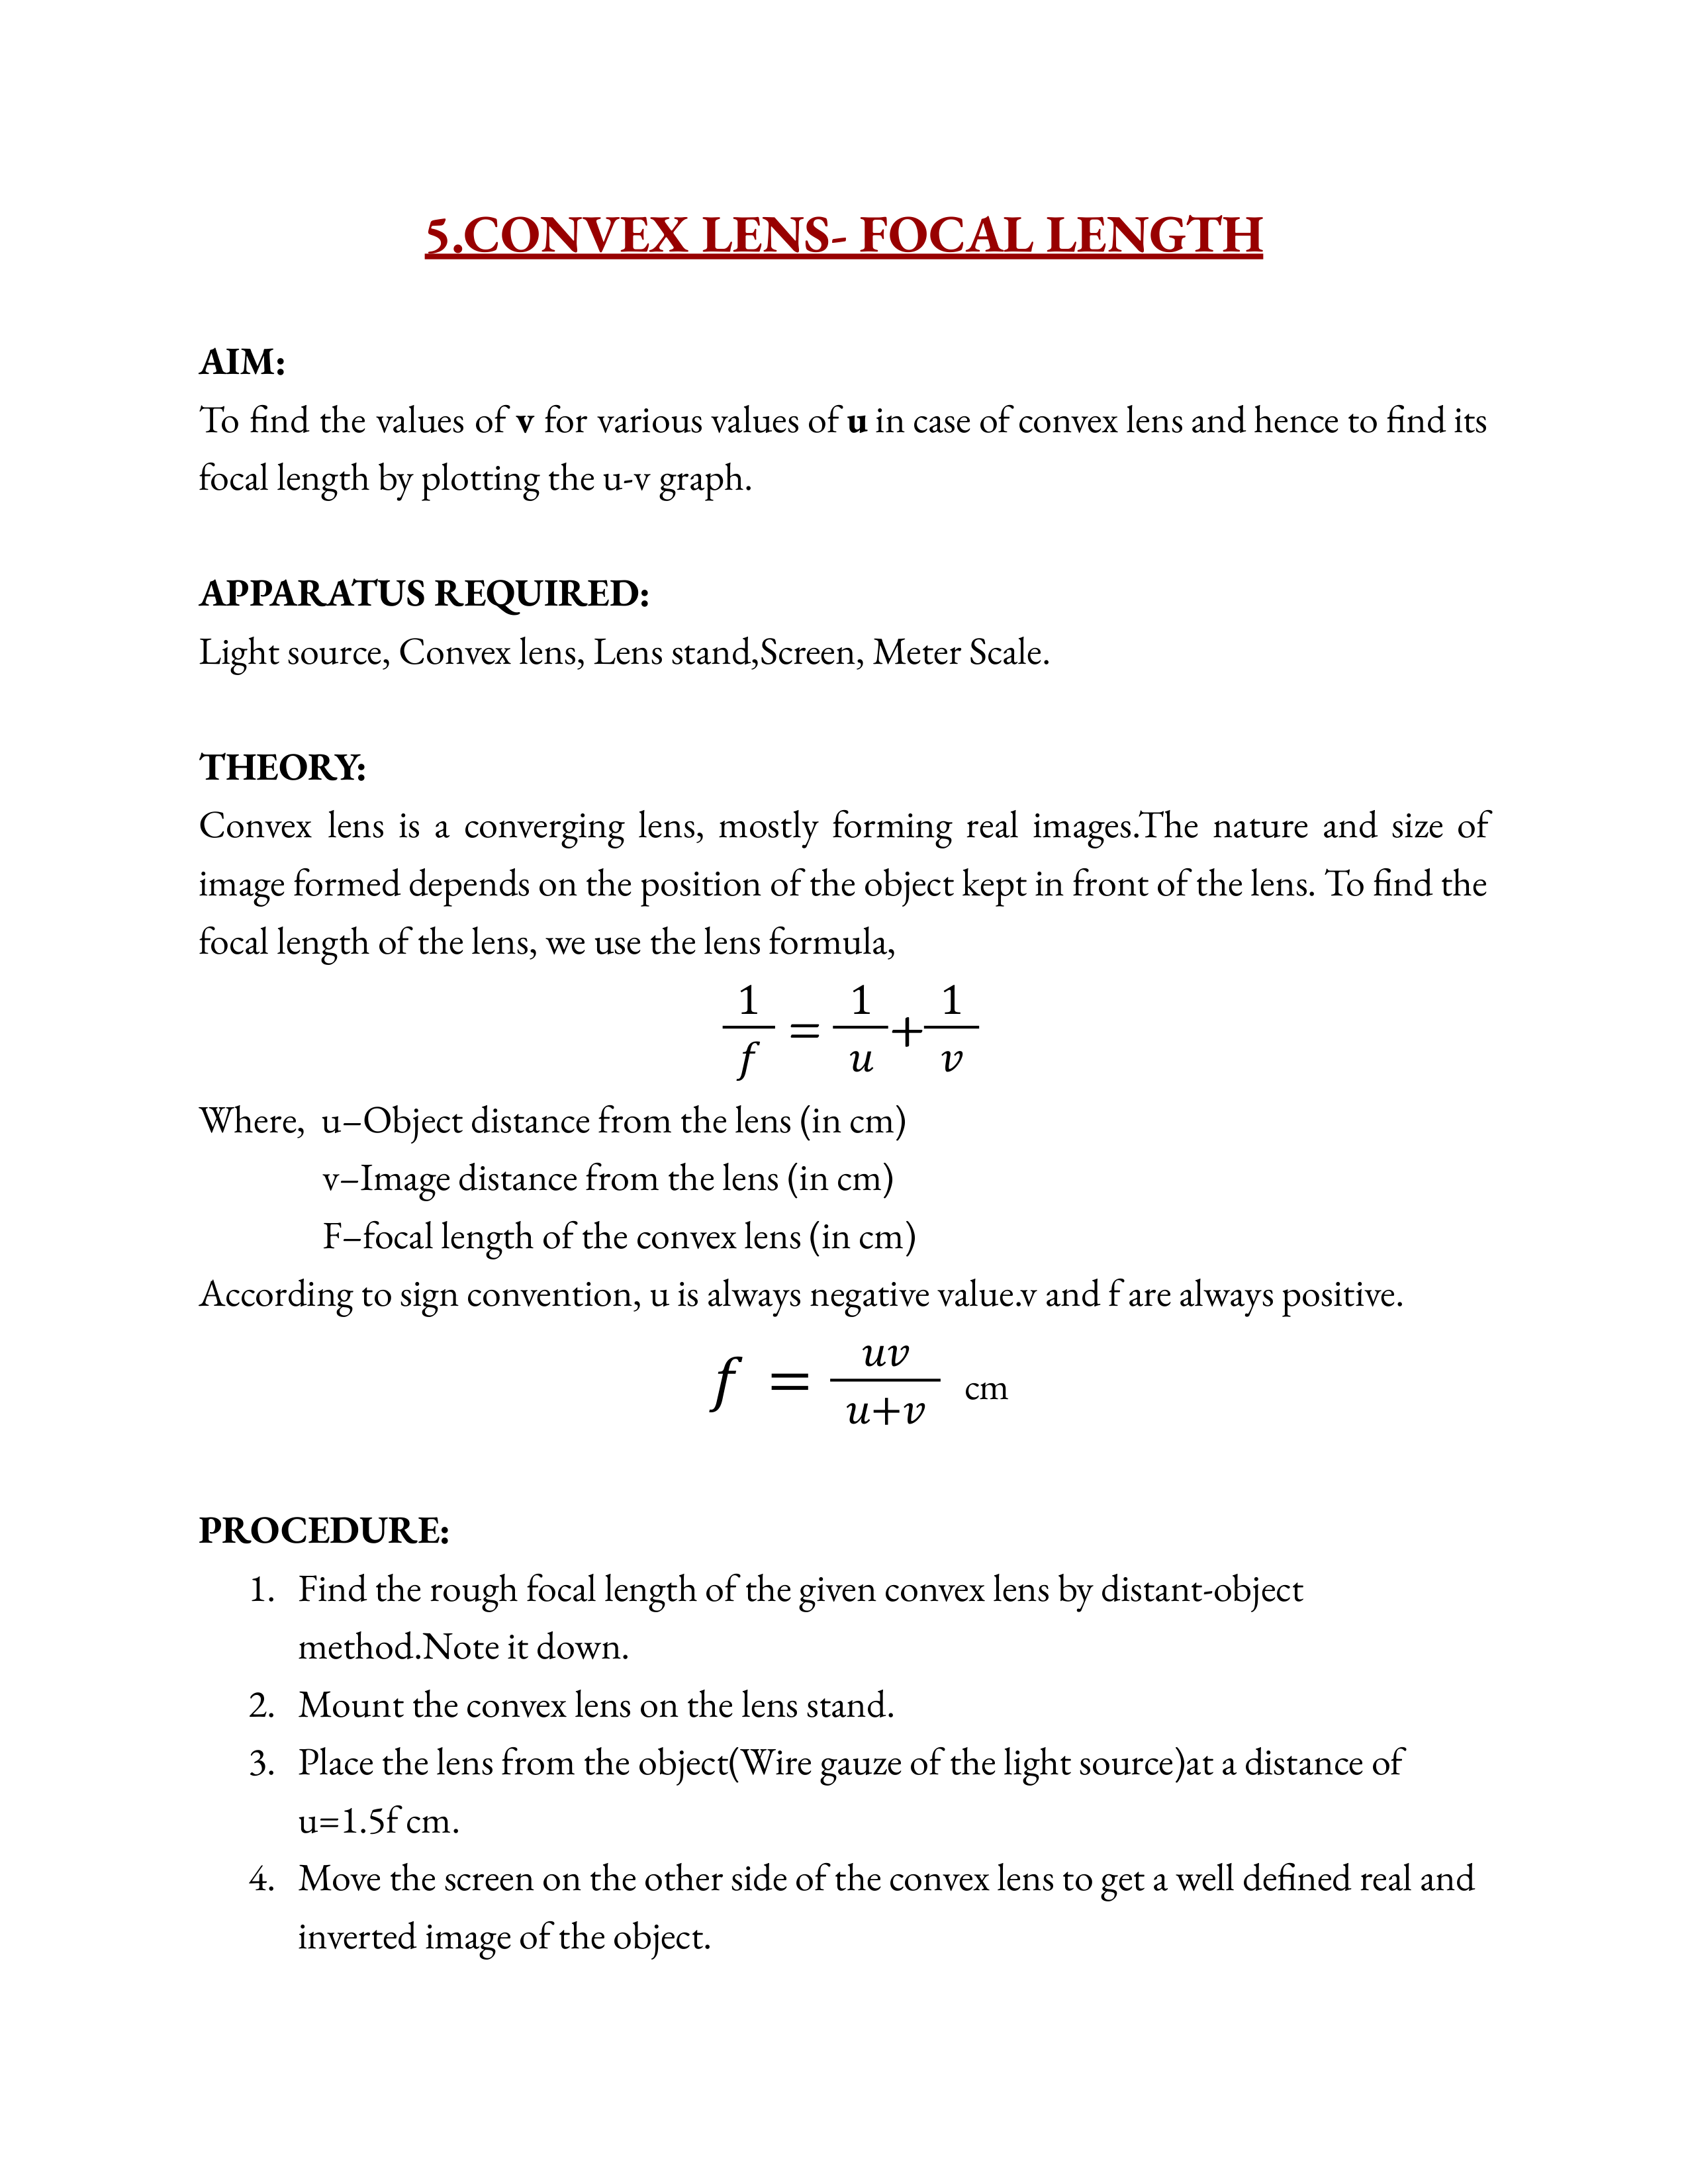 5.CONVEX LENS- FOCAL LENGTH
AIM:
To find the values of v for various values of u in case of convex lens and hence to find its
focal length by plotting the u-v graph.
APPARATUS REQUIRED:
Light source, Convex lens, Lens stand,Screen, Meter Scale.
THEORY:
Convex lens is a converging lens, mostly forming real images.The nature and size of
image formed depends on the position of the object kept in front of the lens. To find the
focal length of the lens, we use the lens formula,
1/f = 1/u + 1/v
Where, u–Object distance from the lens (in cm)
v–Image distance from the lens (in cm)
F–focal length of the convex lens (in cm)
According to sign convention, u is always negative value.v and f are always positive.
f = uv/u+v cm
PROCEDURE:
1. Find the rough focal length of the given convex lens by distant-object
method.Note it down.
2. Mount the convex lens on the lens stand.
3. Place the lens from the object(Wire gauze of the light source)at a distance of
u=1.5f cm.
4. Move the screen on the other side of the convex lens to get a well defined real and
inverted image of the object.